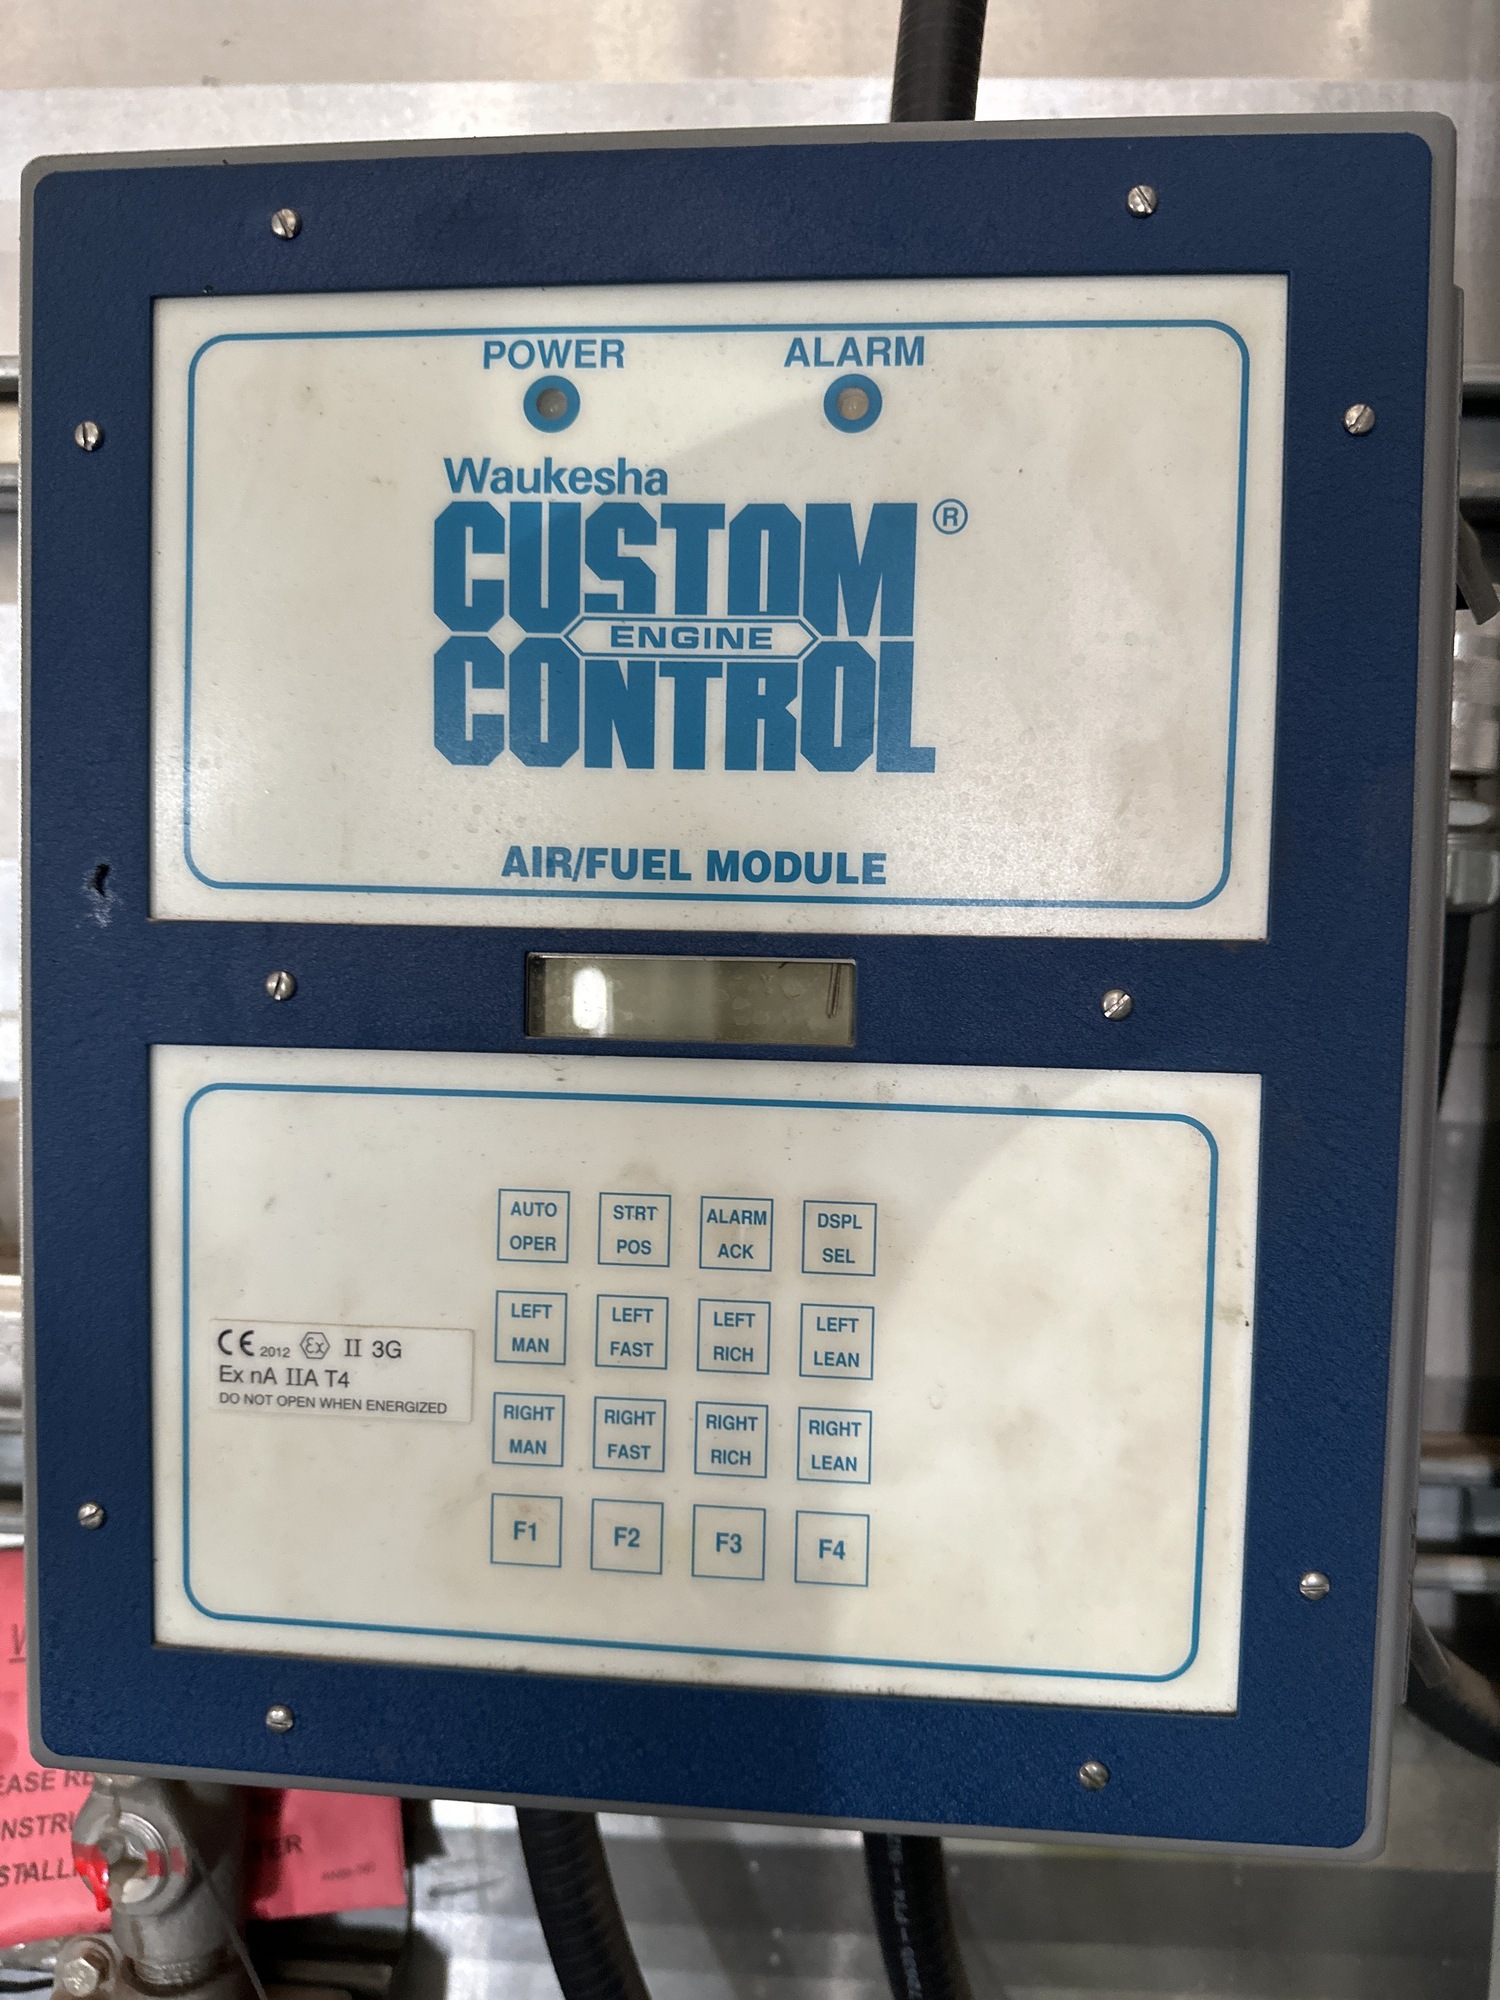 POWER ALARM
Waukesha
CUSTOM ®
ENGINE
CONTROL
AIR/FUEL MODULE
AUTO OPER
STRT POS
ALARM ACK
DSPL SEL
LEFT MAN
LEFT FAST
LEFT RICH
LEFT LEAN
RIGHT MAN
RIGHT FAST
RIGHT RICH
RIGHT LEAN
F1 F2 F3 F4
CE 2012 Ex II 3G
Ex nA IIA T4
DO NOT OPEN WHEN ENERGIZED